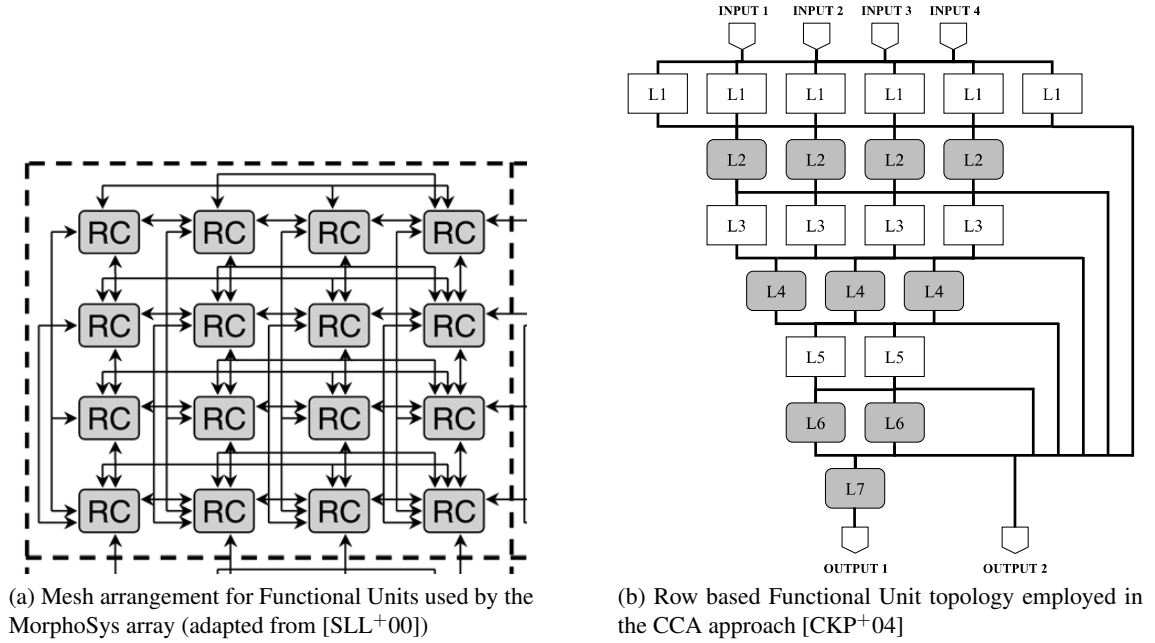 INPUT 1 INPUT 2 INPUT 3 INPUT 4
L1 L1 L1 L1 L1 L1
L2 L2 L2 L2
RC RC RC RC
L3 L3 L3 L3
L4 L4 L4
RC RC RC RC
L5 L5
RC RC RC RC
L6 L6
L7
RC RC RC RC
OUTPUT 1 OUTPUT 2
(a) Mesh arrangement for Functional Units used by the
MorphoSys array (adapted from [SLL+00])
(b) Row based Functional Unit topology employed in
the CCA approach [CKP+04]